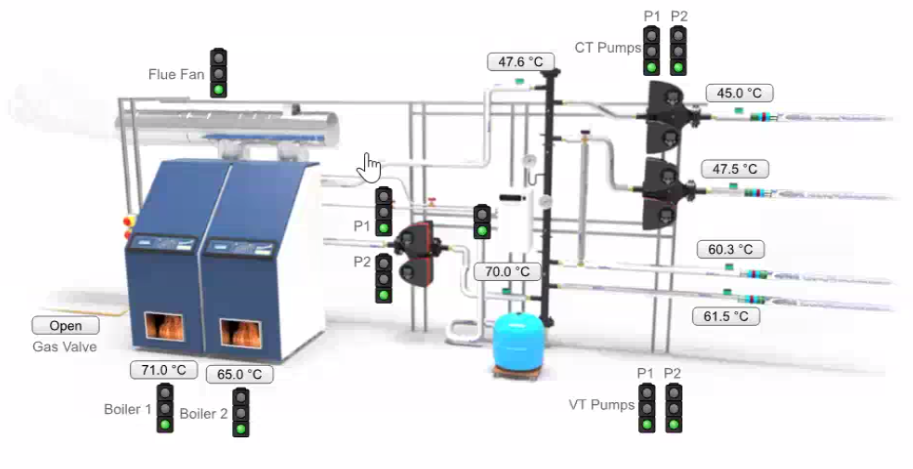 P1 P2
CT Pumps
47.6 °C
Flue Fan
45.0 °C
47.5 °C
P1
P2
60.3 °C
70.0 °C
61.5 °C
Open
Gas Valve
71.0 °C
65.0 °C
P1 P2
Boiler 1
Boiler 2
VT Pumps